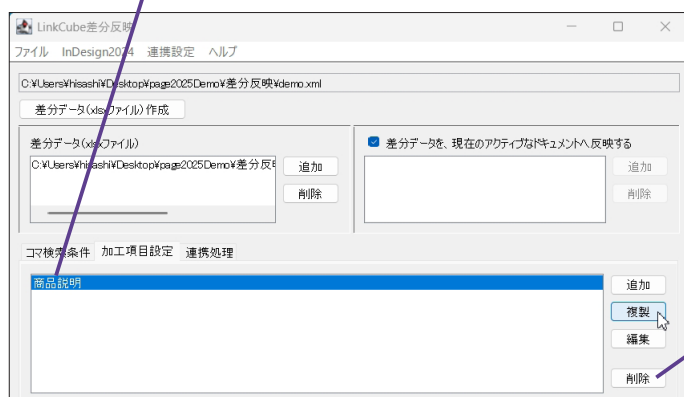 LinkCube差分反映
ファイル InDesign2024 連携設定 ヘルプ
C:¥Users¥hisashi¥Desktop¥page2025Demo¥差分反映¥demo.xml
差分データ(xlsxファイル)作成
差分データ(xlsxファイル)
C:¥Users¥hisashi¥Desktop¥page2025Demo¥差分反
追加
削除
差分データを、現在のアクティブなドキュメントへ反映する
追加
削除
コマ検索条件 加工項目設定 連携処理
商品説明
追加
複製
編集
削除